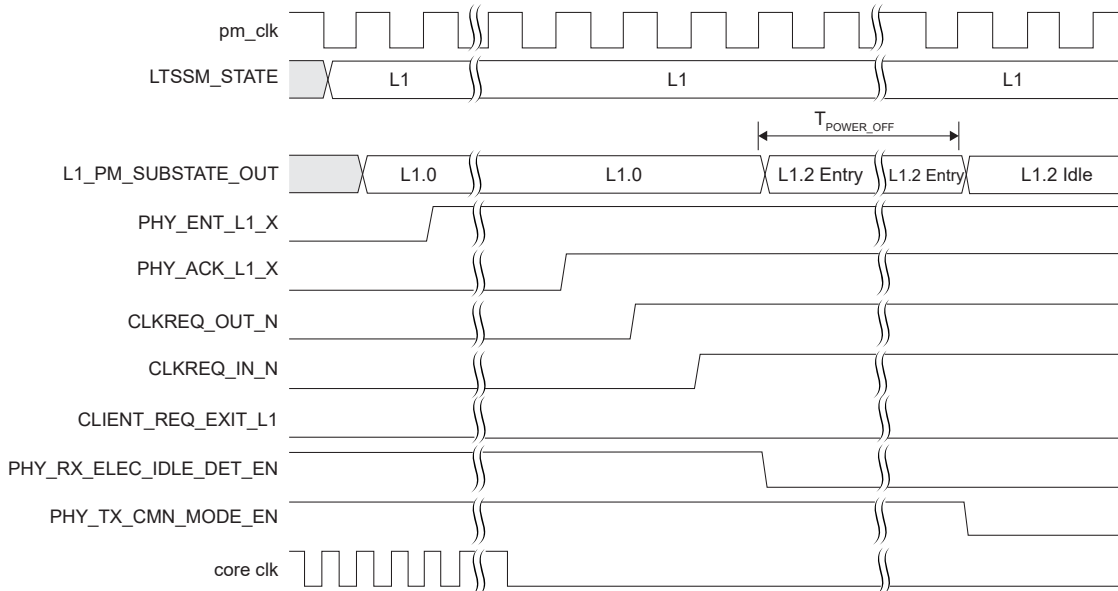 pm_clk
LTSSM_STATE
L1
L1
L1
T POWER_OFF
L1_PM_SUBSTATE_OUT
L1.0
L1.0
L1.2 Entry
L1.2 Entry
L1.2 Idle
PHY_ENT_L1_X
PHY_ACK_L1_X
CLKREQ_OUT_N
CLKREQ_IN_N
CLIENT_REQ_EXIT_L1
PHY_RX_ELEC_IDLE_DET_EN
PHY_TX_CMN_MODE_EN
core clk